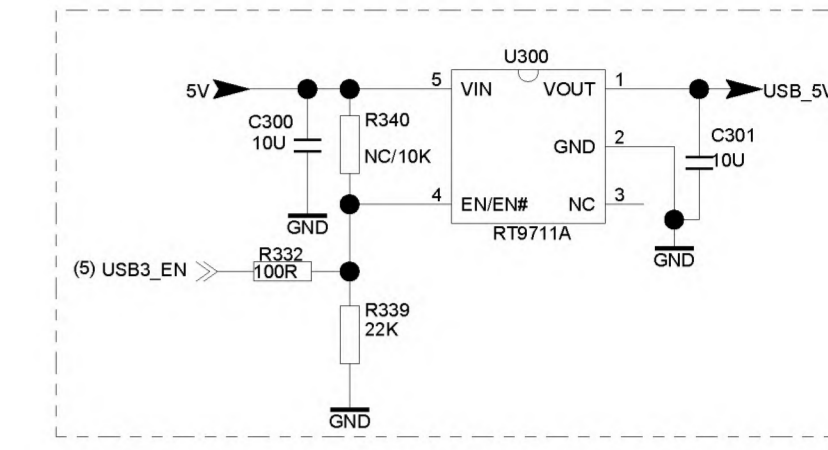 U300
5V
5
VIN
VOUT
1
USB_5V
C300
10U
R340
NC/10K
GND
2
C301
10U
4
EN/EN#
NC
3
GND
RT9711A
GND
(5) USB3_EN
R332
100R
R339
22K
GND